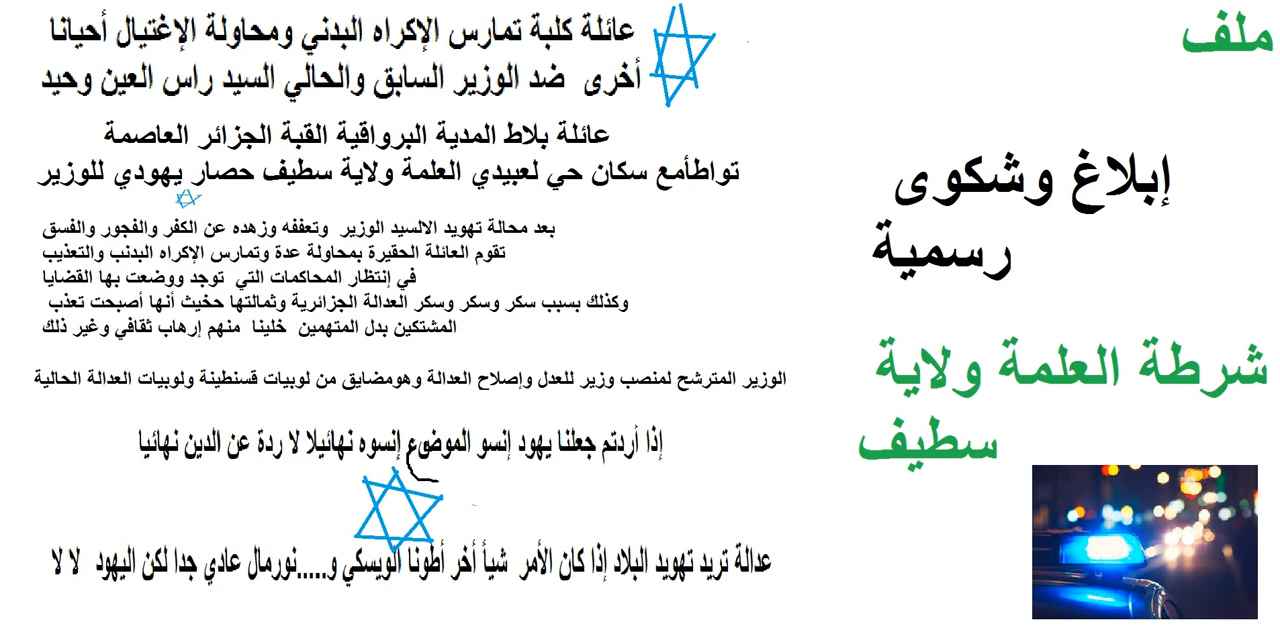 ملف
إبلاغ وشكوى
رسمية
شرطة العلمة ولاية
سطيف
عائلة كلبة تمارس الإكراه البدني ومحاولة الإغتيال أحيانا
أخرى ضد الوزير السابق والحالي السيد راس العين وحيد
عائلة بلاط المدية البرواقية القبة الجزائر العاصمة
تواطأمع سكان حي لعبيدي العلمة ولاية سطيف حصار يهودي للوزير
بعد محالة تهويد الالسيد الوزير وتعففه وزهده عن الكفر والفجور والفسق
تقوم العائلة الحقيرة بمحاولة عدة وتمارس الإكراه البدنب والتعذيب
في إنتظار المحاكمات التي توجد ووضعت بها القضايا
وكذلك بسبب سكر وسكر وسكر العدالة الجزائرية وثمالتها حخيث أنها أصبحت تعذب
المشتكين بدل المتهمين خلينا منهم إرهاب ثقافي وغير ذلك
الوزير المترشح لمنصب وزير للعدل وإصلاح العدالة وهومضايق من لوبيات قسنطينة ولوبيات العدالة الحالية
إذا أردتم جعلنا يهود إنسو الموضوع إنسوه نهائيلا لا ردة عن الدين نهائيا
عدالة تريد تهويد البلاد إذا كان الأمر شيأ أخر أطونا الويسكي و.....نورمال عادي جدا لكن اليهود لا لا